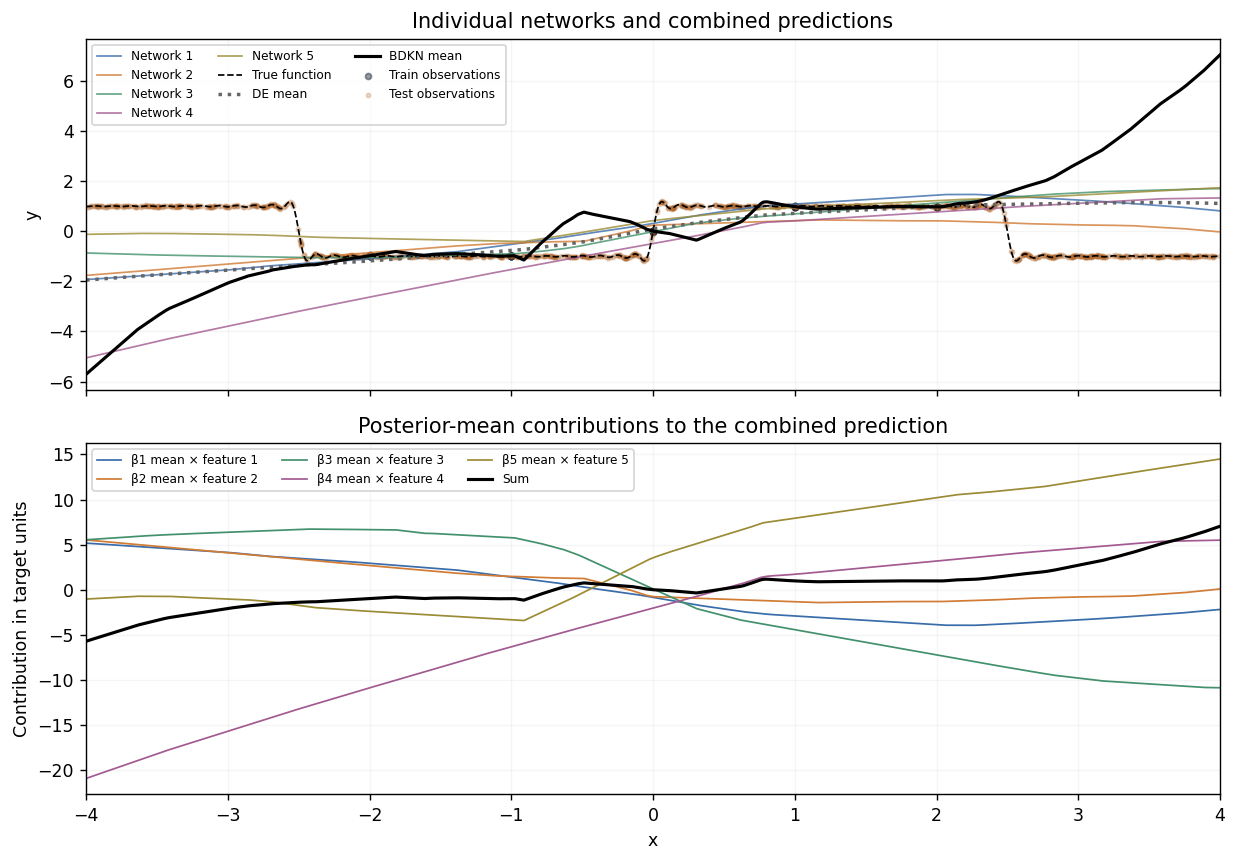 Individual networks and combined predictions
Network 1
Network 2
Network 3
Network 4
Network 5
True function
DE mean
BDKN mean
Train observations
Test observations
y
6
4
2
0
−2
−4
−6
Posterior-mean contributions to the combined prediction
β1 mean × feature 1
β2 mean × feature 2
β3 mean × feature 3
β4 mean × feature 4
β5 mean × feature 5
Sum
Contribution in target units
15
10
5
0
−5
−10
−15
−20
−4 −3 −2 −1 0 1 2 3 4
x